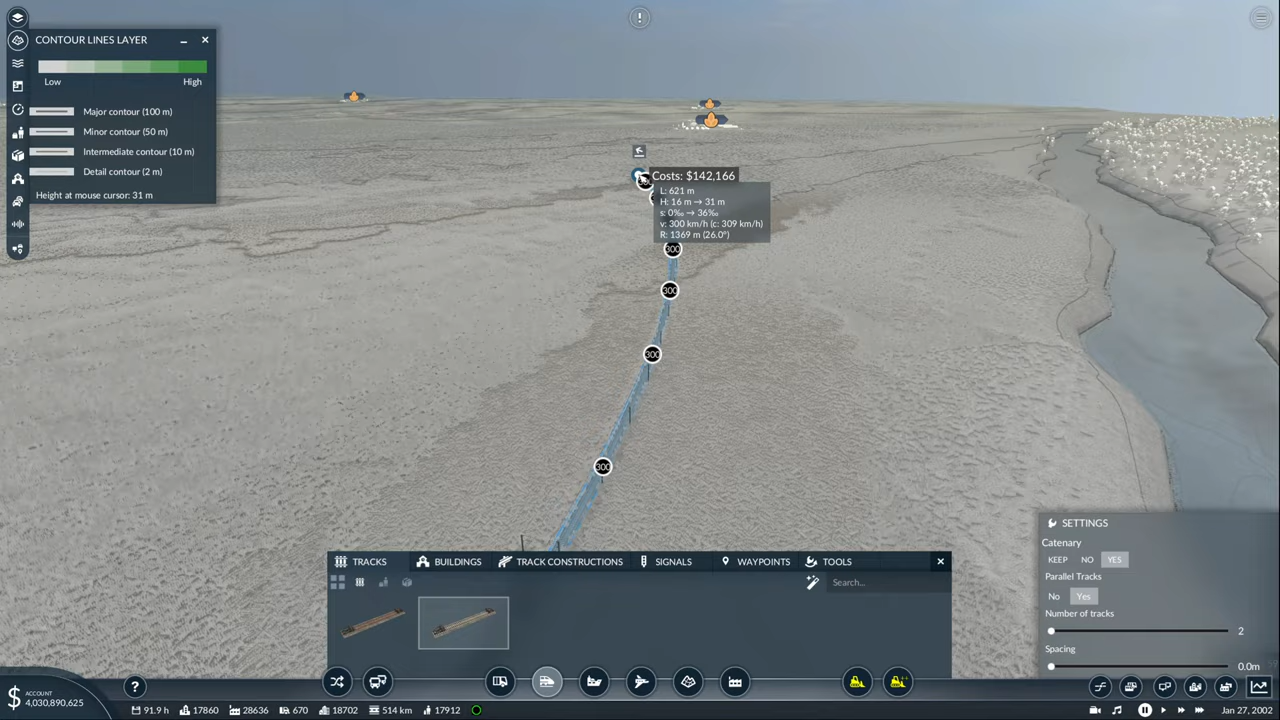 CONTOUR LINES LAYER
Low
High
Major contour (100 m)
Minor contour (50 m)
Intermediate contour (10 m)
Detail contour (2 m)
Height at mouse cursor: 31 m
Costs: $142,166
L: 621 m
H: 16 m → 31 m
s: 0‰ → 36‰
v: 300 km/h (c: 309 km/h)
R: 1369 m (26.0°)
300
300
300
300
TRACKS
BUILDINGS
TRACK CONSTRUCTIONS
SIGNALS
WAYPOINTS
TOOLS
Search...
SETTINGS
Catenary
KEEP NO YES
Parallel Tracks
No Yes
Number of tracks
2
Spacing
0.0m
$ ACCOUNT
4,030,890,625
?
91.9 h 17860 28636 670 18702 514 km 17912
Jan 27, 2002